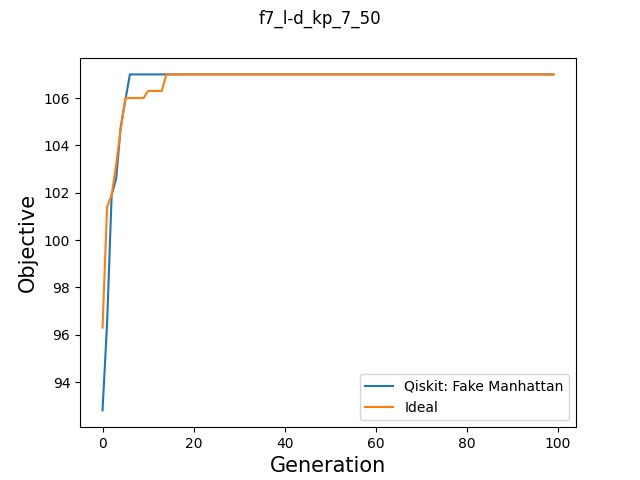 f7_l-d_kp_7_50
Objective
106
104
102
100
98
96
94
0 20 40 60 80 100
Generation
Qiskit: Fake Manhattan
Ideal